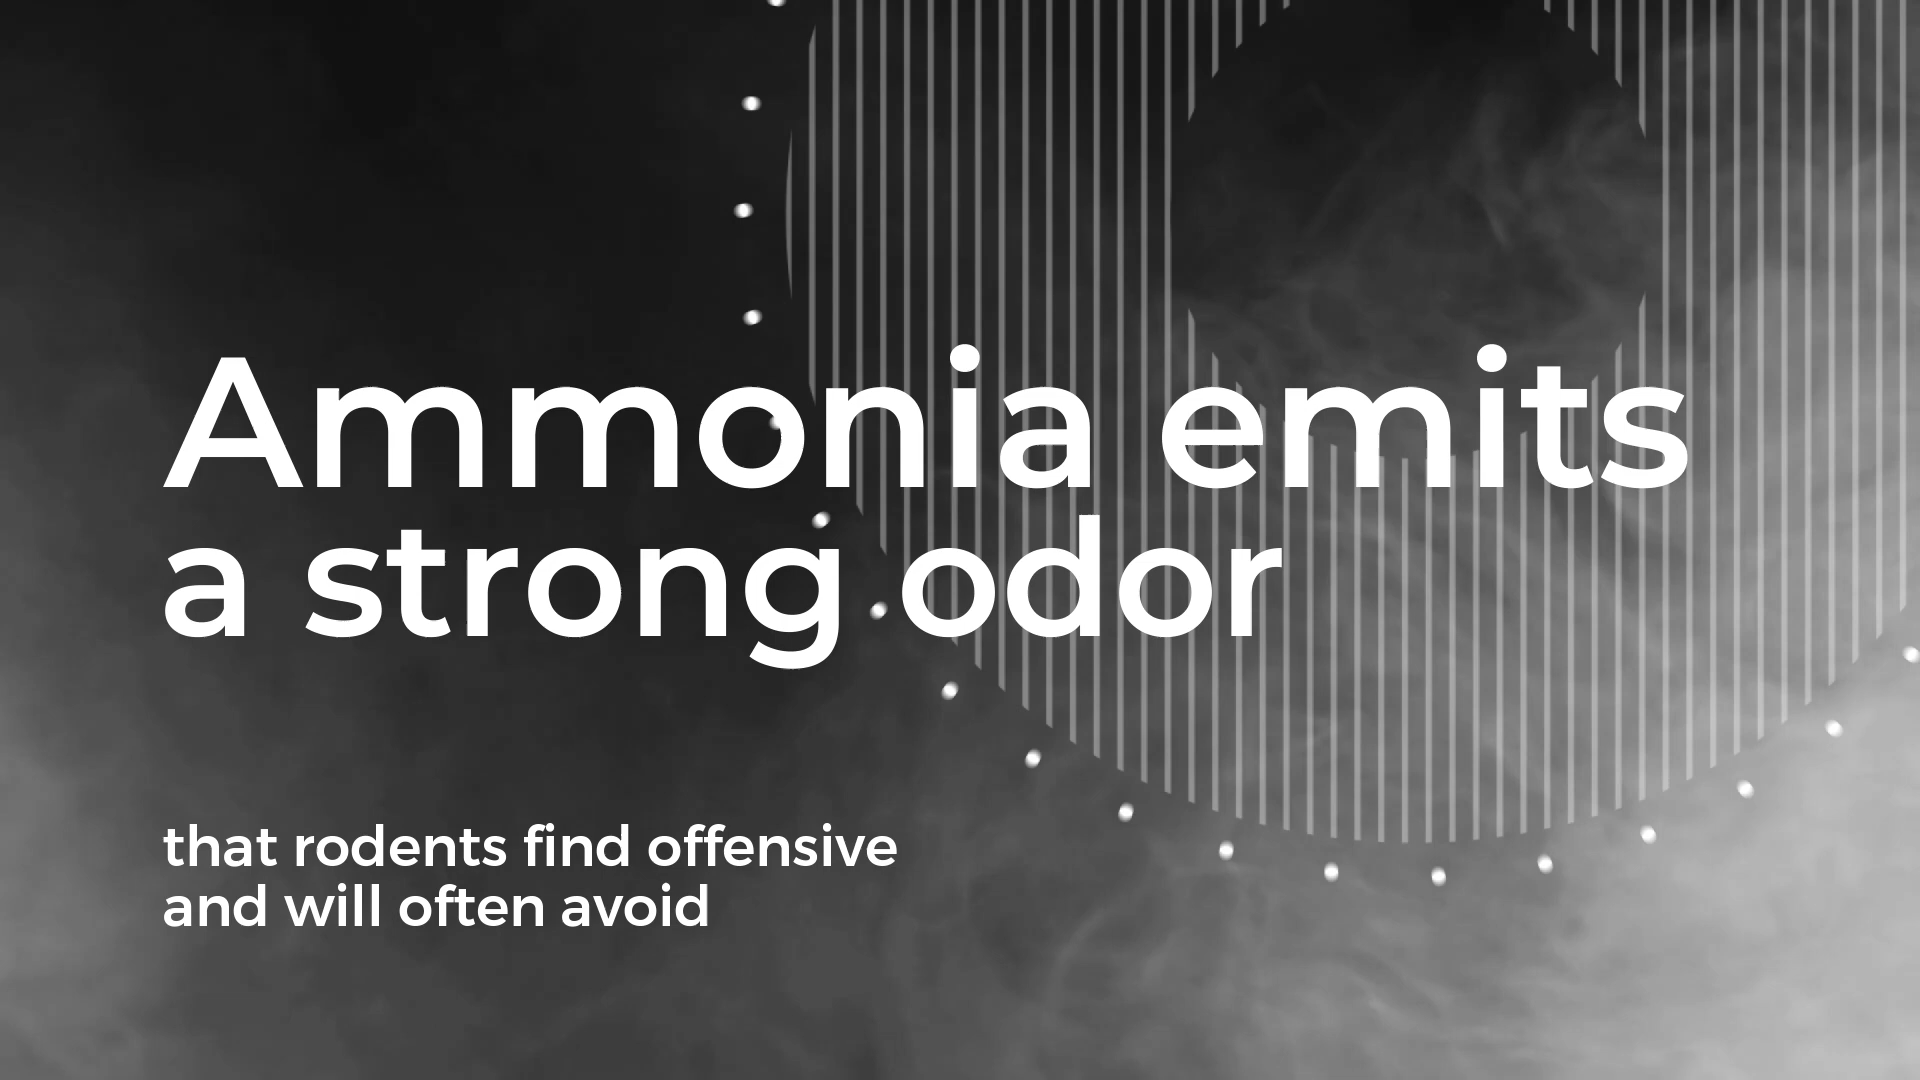 Ammonia emits
a strong odor
that rodents find offensive
and will often avoid